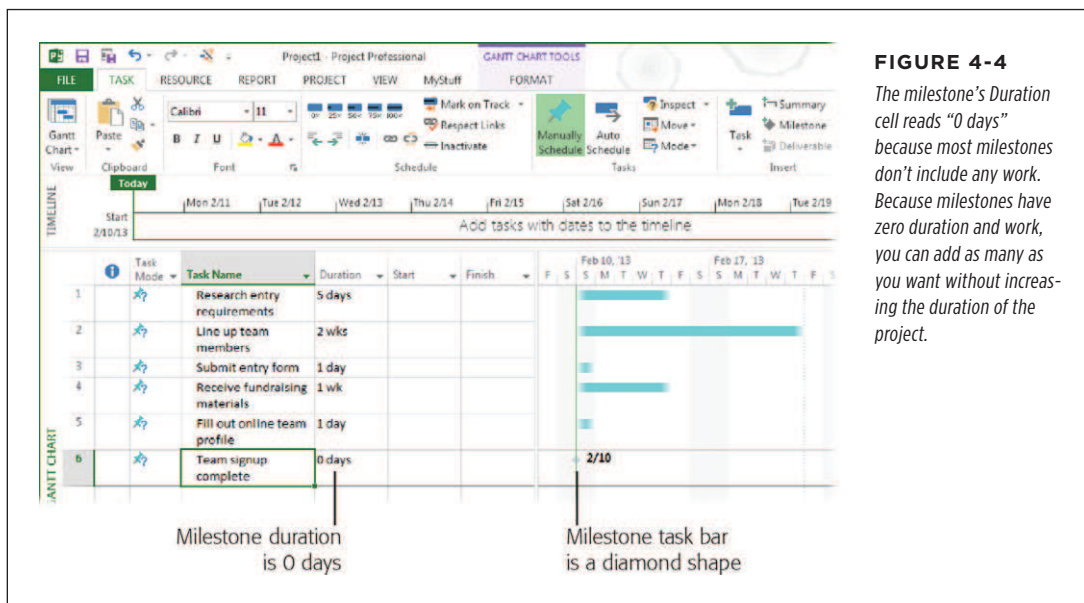 Project1 - Project Professional
GANTT CHART TOOLS
FILE TASK RESOURCE REPORT PROJECT VIEW MyStuff FORMAT
Gantt Chart
View
Paste
Clipboard
Calibri 11
B I U A
Font
0% 25% 50% 75% 100%
Mark on Track
Respect Links
Inactivate
Schedule
Manually Schedule
Auto Schedule
Inspect
Move
Mode
Tasks
Task
Summary
Milestone
Deliverable
Insert
TIMELINE
Today
Start
2/10/13
Mon 2/11 Tue 2/12 Wed 2/13 Thu 2/14 Fri 2/15 Sat 2/16 Sun 2/17 Mon 2/18 Tue 2/19
Add tasks with dates to the timeline
GANTT CHART
Task Mode Task Name Duration Start Finish
Feb 10, '13 Feb 17, '13
F S S M T W T F S S M T W T F S
1 Research entry requirements 5 days
2 Line up team members 2 wks
3 Submit entry form 1 day
4 Receive fundraising materials 1 wk
5 Fill out online team profile 1 day
6 Team signup complete 0 days 2/10
Milestone duration
is 0 days
Milestone task bar
is a diamond shape
FIGURE 4-4
The milestone's Duration
cell reads "0 days"
because most milestones
don't include any work.
Because milestones have
zero duration and work,
you can add as many as
you want without increas-
ing the duration of the
project.